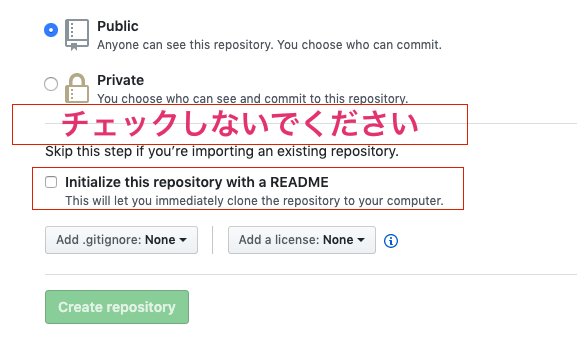 Public
Anyone can see this repository. You choose who can commit.
Private
You choose who can see and commit to this repository.
チェックしないでください
Skip this step if you're importing an existing repository.
Initialize this repository with a README
This will let you immediately clone the repository to your computer.
Add .gitignore: None
Add a license: None
Create repository